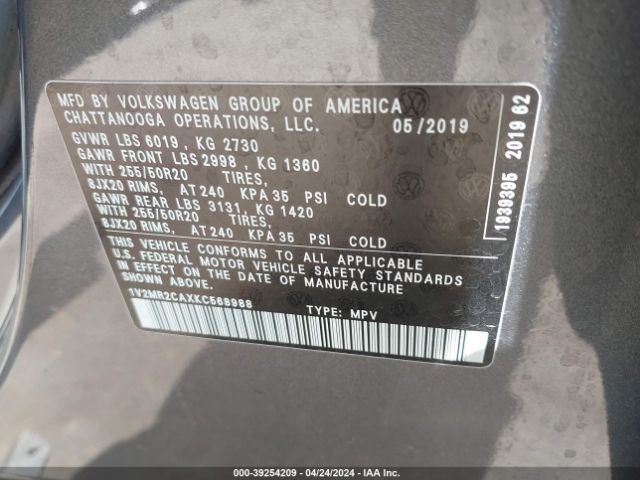 MFD BY VOLKSWAGEN GROUP OF AMERICA
CHATTANOOGA OPERATIONS, LLC. 05/2019
GVWR LBS 6019 , KG 2730
GAWR FRONT LBS 2998 , KG 1360
WITH 255/50R20 TIRES,
8JX20 RIMS, AT 240 KPA 35 PSI COLD
GAWR REAR LBS 3131, KG 1420
WITH 255/50R20 TIRES,
8JX20 RIMS, AT 240 KPA 35 PSI COLD
THIS VEHICLE CONFORMS TO ALL APPLICABLE
U.S. FEDERAL MOTOR VEHICLE SAFETY STANDARDS
IN EFFECT ON THE DATE OF MANUFACTURE
SHOWN ABOVE.
1V2MR2CAXKC568988
TYPE: MPV
1939395 2019 62
000-39254209 - 04/24/2024 - IAA Inc.